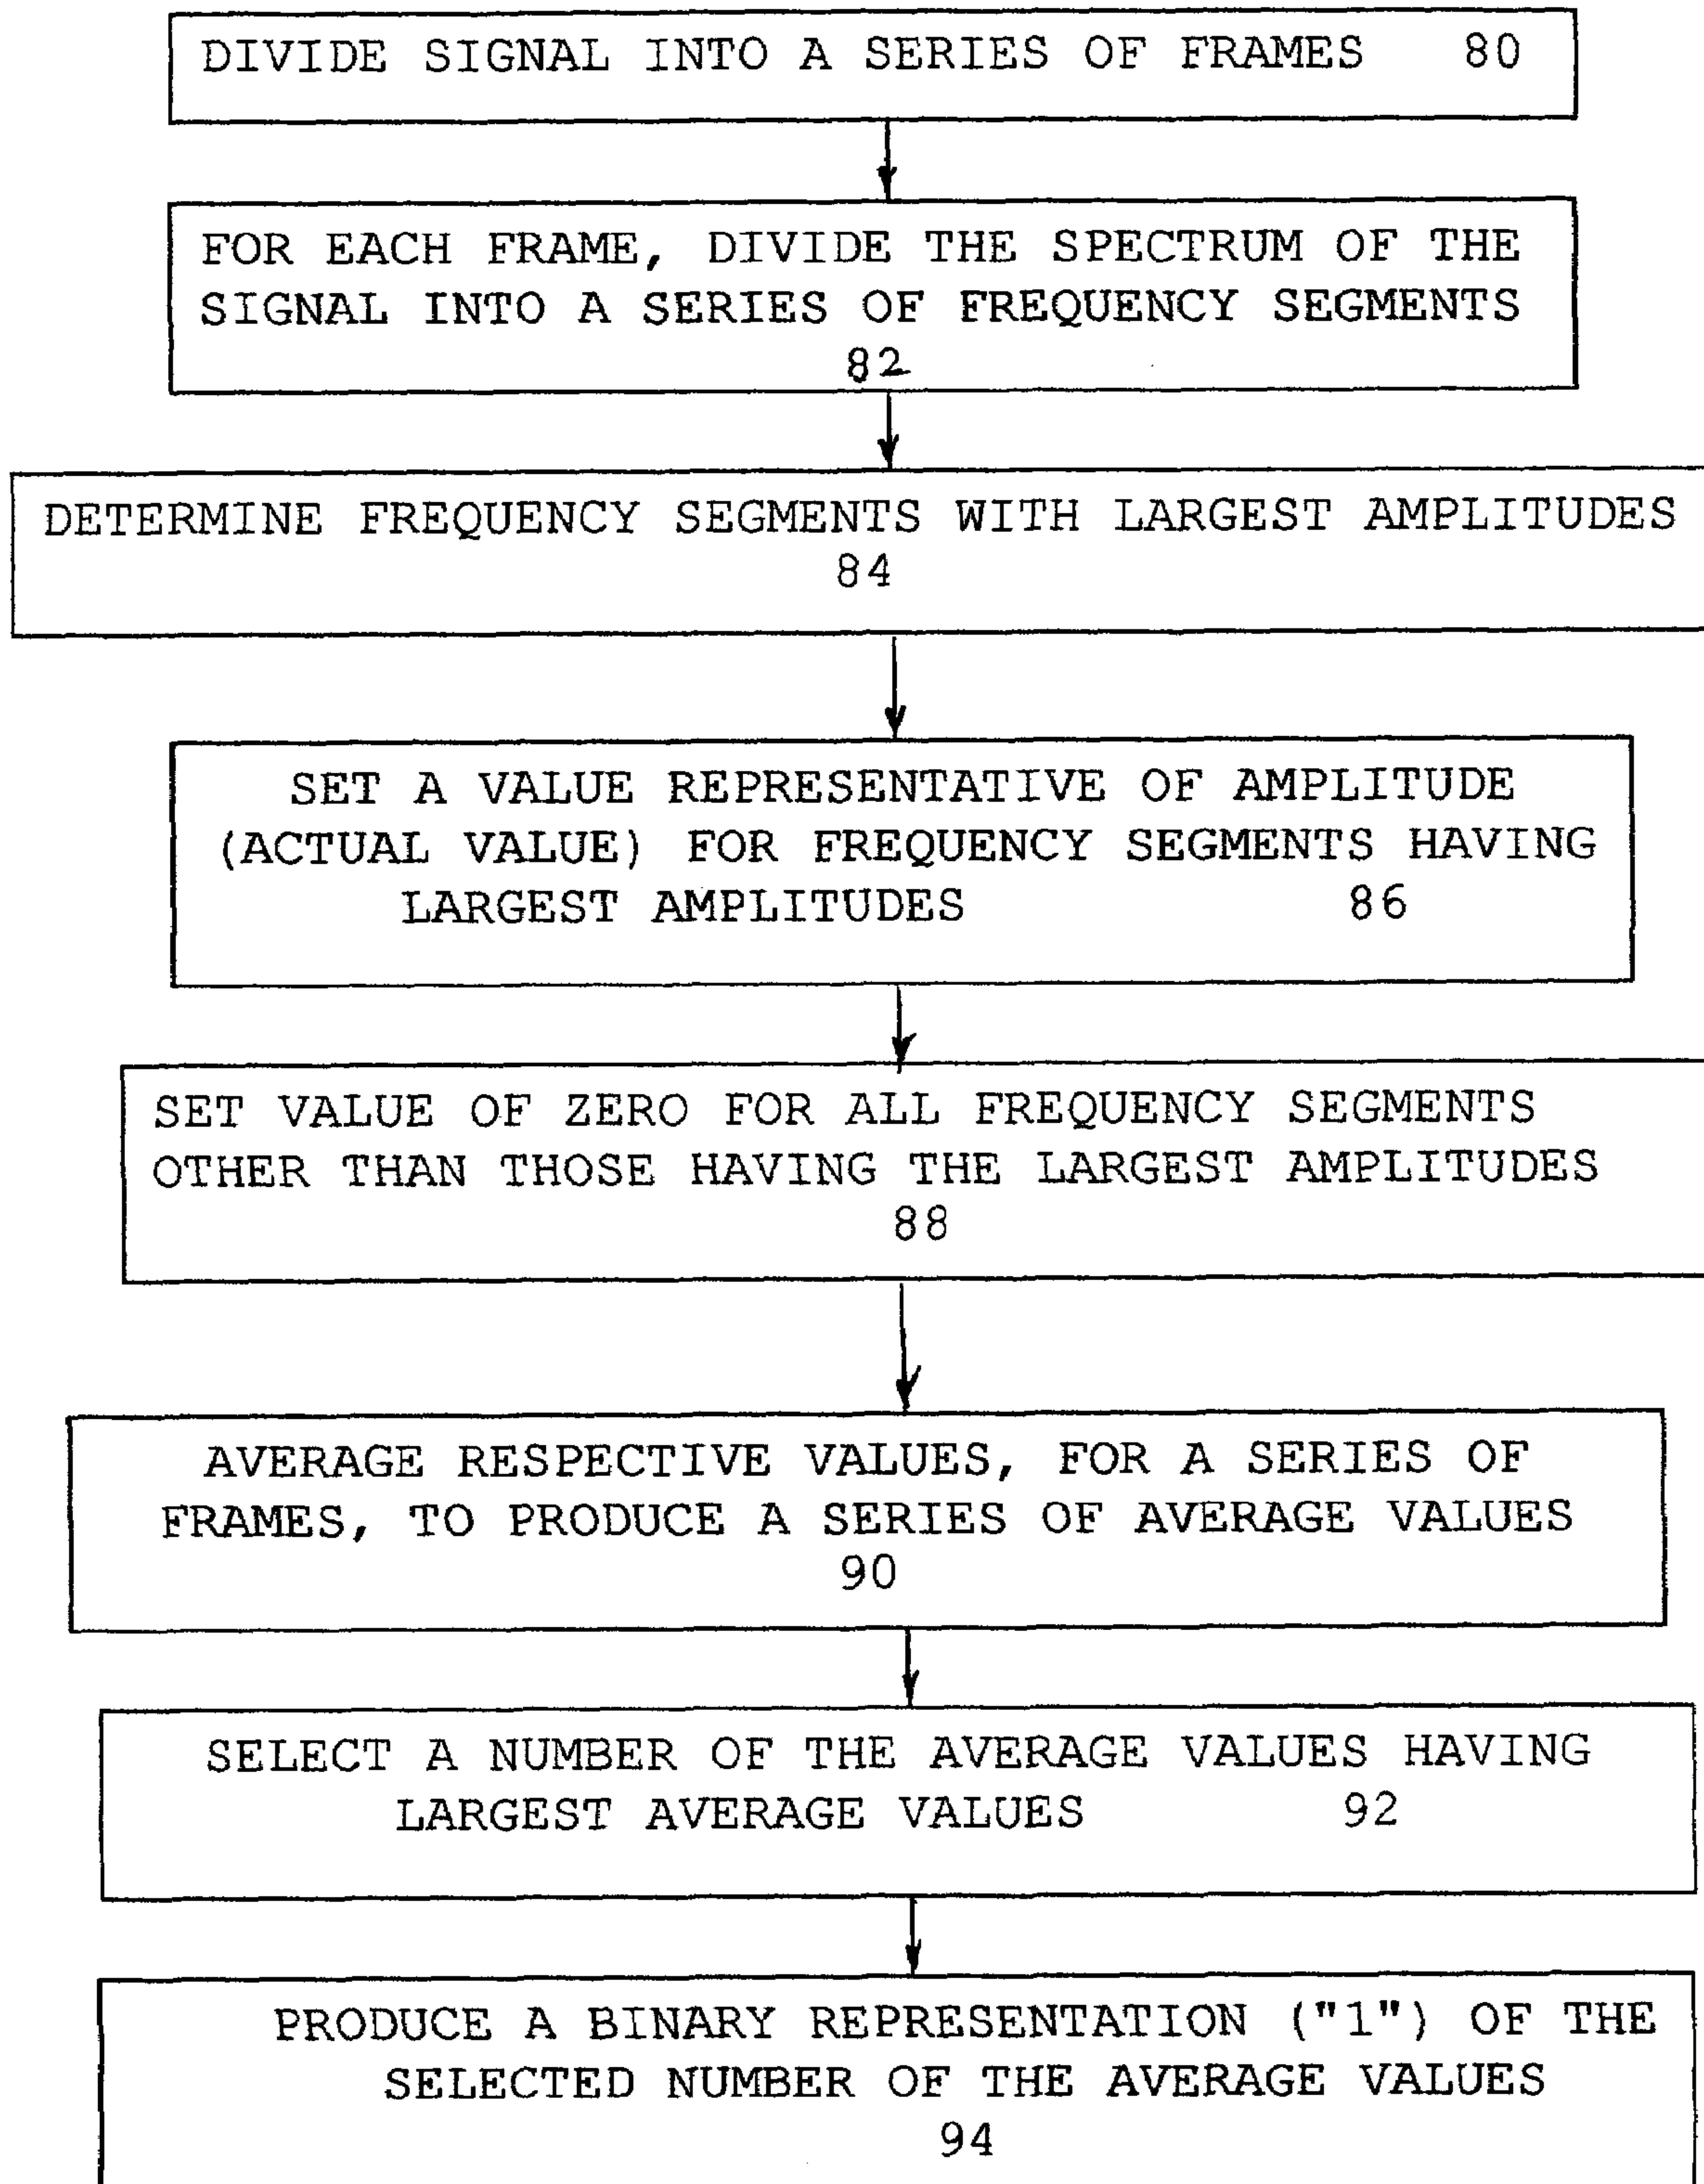 DIVIDE SIGNAL INTO A SERIES OF FRAMES 80
FOR EACH FRAME, DIVIDE THE SPECTRUM OF THE
SIGNAL INTO A SERIES OF FREQUENCY SEGMENTS
82
DETERMINE FREQUENCY SEGMENTS WITH LARGEST AMPLITUDES
84
SET A VALUE REPRESENTATIVE OF AMPLITUDE
(ACTUAL VALUE) FOR FREQUENCY SEGMENTS HAVING
LARGEST AMPLITUDES 86
SET VALUE OF ZERO FOR ALL FREQUENCY SEGMENTS
OTHER THAN THOSE HAVING THE LARGEST AMPLITUDES
88
AVERAGE RESPECTIVE VALUES, FOR A SERIES OF
FRAMES, TO PRODUCE A SERIES OF AVERAGE VALUES
90
SELECT A NUMBER OF THE AVERAGE VALUES HAVING
LARGEST AVERAGE VALUES 92
PRODUCE A BINARY REPRESENTATION ("1") OF THE
SELECTED NUMBER OF THE AVERAGE VALUES
94